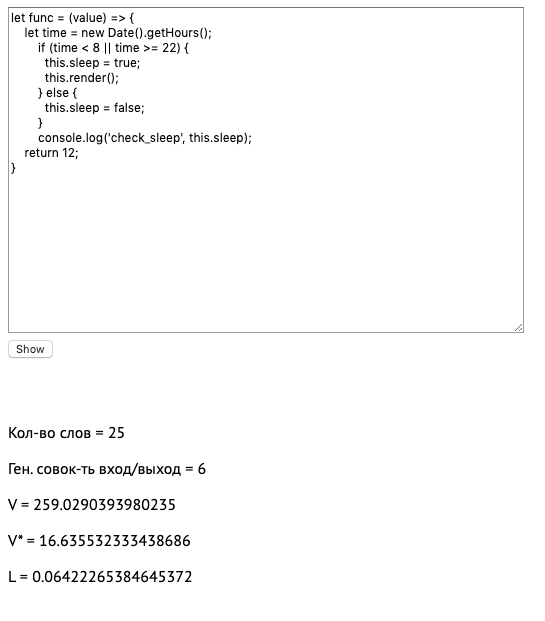 let func = (value) => {
    let time = new Date().getHours();
        if (time < 8 || time >= 22) {
          this.sleep = true;
          this.render();
        } else {
          this.sleep = false;
        }
        console.log('check_sleep', this.sleep);
    return 12;
}
Show
Кол-во слов = 25
Ген. совок-ть вход/выход = 6
V = 259.0290393980235
V* = 16.635532333438686
L = 0.06422265384645372